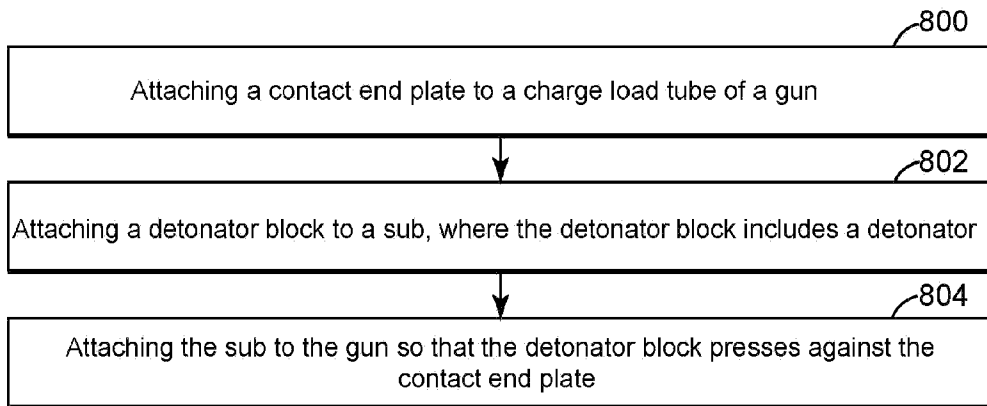 800
Attaching a contact end plate to a charge load tube of a gun
802
Attaching a detonator block to a sub, where the detonator block includes a detonator
804
Attaching the sub to the gun so that the detonator block presses against the
contact end plate